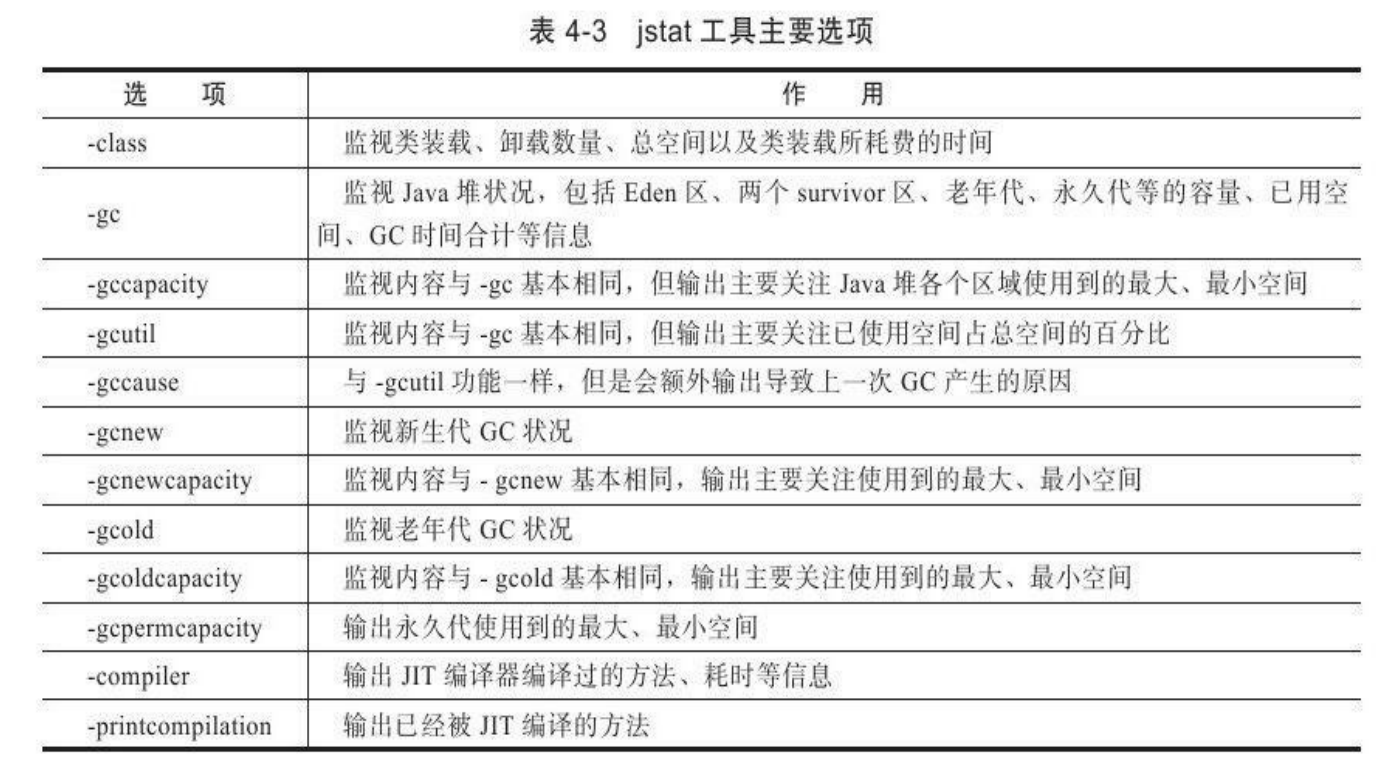 表 4-3 jstat 工具主要选项
选 项 作 用
-class 监视类装载、卸载数量、总空间以及类装载所耗费的时间
-gc 监视 Java 堆状况，包括 Eden 区、两个 survivor 区、老年代、永久代等的容量、已用空
间、GC 时间合计等信息
-gccapacity 监视内容与 -gc 基本相同，但输出主要关注 Java 堆各个区域使用到的最大、最小空间
-gcutil 监视内容与 -gc 基本相同，但输出主要关注已使用空间占总空间的百分比
-gccause 与 -gcutil 功能一样，但是会额外输出导致上一次 GC 产生的原因
-gcnew 监视新生代 GC 状况
-gcnewcapacity 监视内容与 - gcnew 基本相同，输出主要关注使用到的最大、最小空间
-gcold 监视老年代 GC 状况
-gcoldcapacity 监视内容与 - gcold 基本相同，输出主要关注使用到的最大、最小空间
-gcpermcapacity 输出永久代使用到的最大、最小空间
-compiler 输出 JIT 编译器编译过的方法、耗时等信息
-printcompilation 输出已经被 JIT 编译的方法